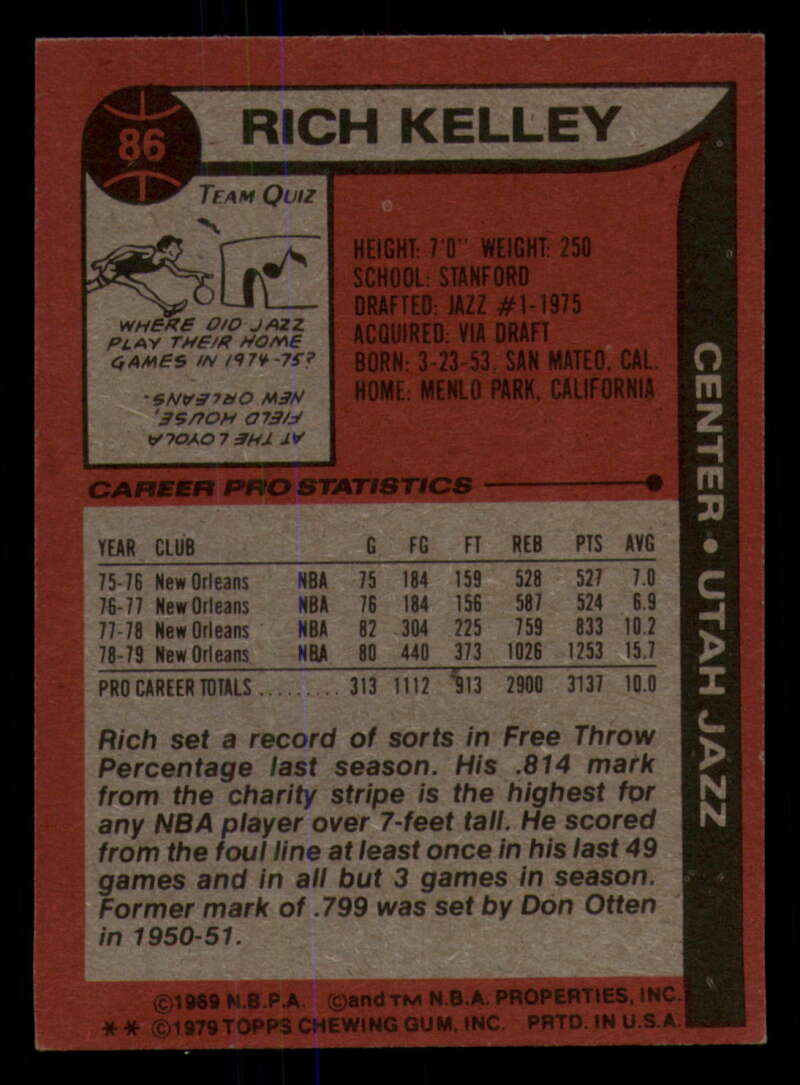 86
RICH KELLEY
TEAM QUIZ
WHERE DID JAZZ
PLAY THEIR HOME
GAMES IN 1974-75?
AT THE LOYOLA
FIELD HOUSE,
NEW ORLEANS.
HEIGHT: 7'0" WEIGHT: 250
SCHOOL: STANFORD
DRAFTED: JAZZ #1-1975
ACQUIRED: VIA DRAFT
BORN: 3-23-53, SAN MATEO, CAL.
HOME: MENLO PARK, CALIFORNIA
CENTER • UTAH JAZZ
CAREER PRO STATISTICS
YEAR CLUB G FG FT REB PTS AVG
75-76 New Orleans NBA 75 184 159 528 527 7.0
76-77 New Orleans NBA 76 184 156 587 524 6.9
77-78 New Orleans NBA 82 304 225 759 833 10.2
78-79 New Orleans NBA 80 440 373 1026 1253 15.7
PRO CAREER TOTALS......... 313 1112 913 2900 3137 10.0
Rich set a record of sorts in Free Throw
Percentage last season. His .814 mark
from the charity stripe is the highest for
any NBA player over 7-feet tall. He scored
from the foul line at least once in his last 49
games and in all but 3 games in season.
Former mark of .799 was set by Don Otten
in 1950-51.
©1969 N.B.P.A. ©and TM N.B.A. PROPERTIES, INC.
** ©1979 TOPPS CHEWING GUM, INC. PRTD. IN U.S.A.